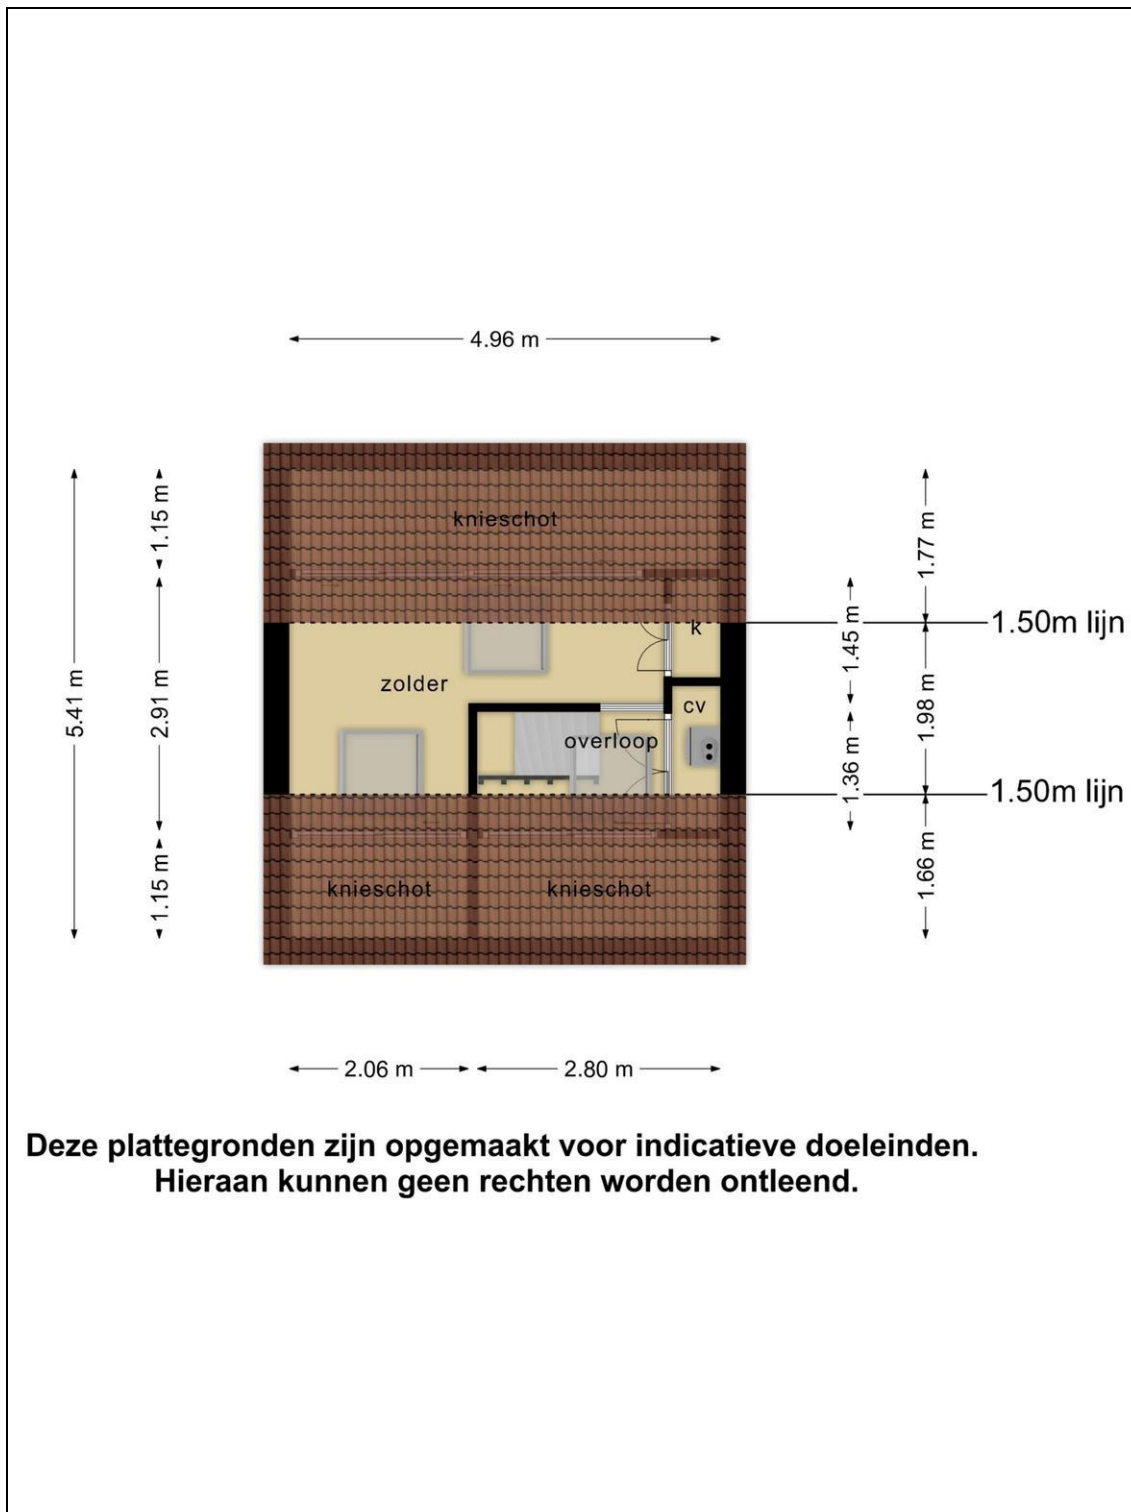 4.96 m
knieschot
1.15 m
1.77 m
k
1.50m lijn
1.45 m
zolder
5.41 m
2.91 m
cv
1.98 m
overloop
1.36 m
1.50m lijn
1.15 m
knieschot
knieschot
1.66 m
2.06 m
2.80 m
Deze plattegronden zijn opgemaakt voor indicatieve doeleinden.
Hieraan kunnen geen rechten worden ontleend.